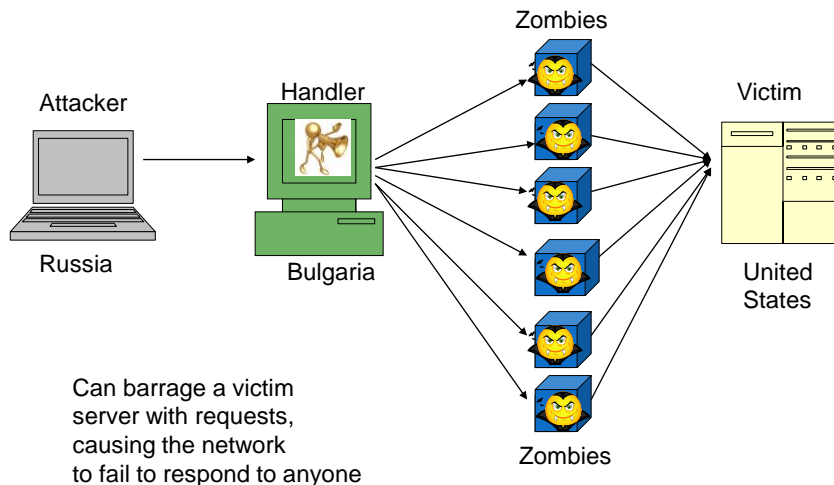 Zombies
Attacker
Handler
Victim
Russia
Bulgaria
United
States
Can barrage a victim
server with requests,
causing the network
to fail to respond to anyone
Zombies